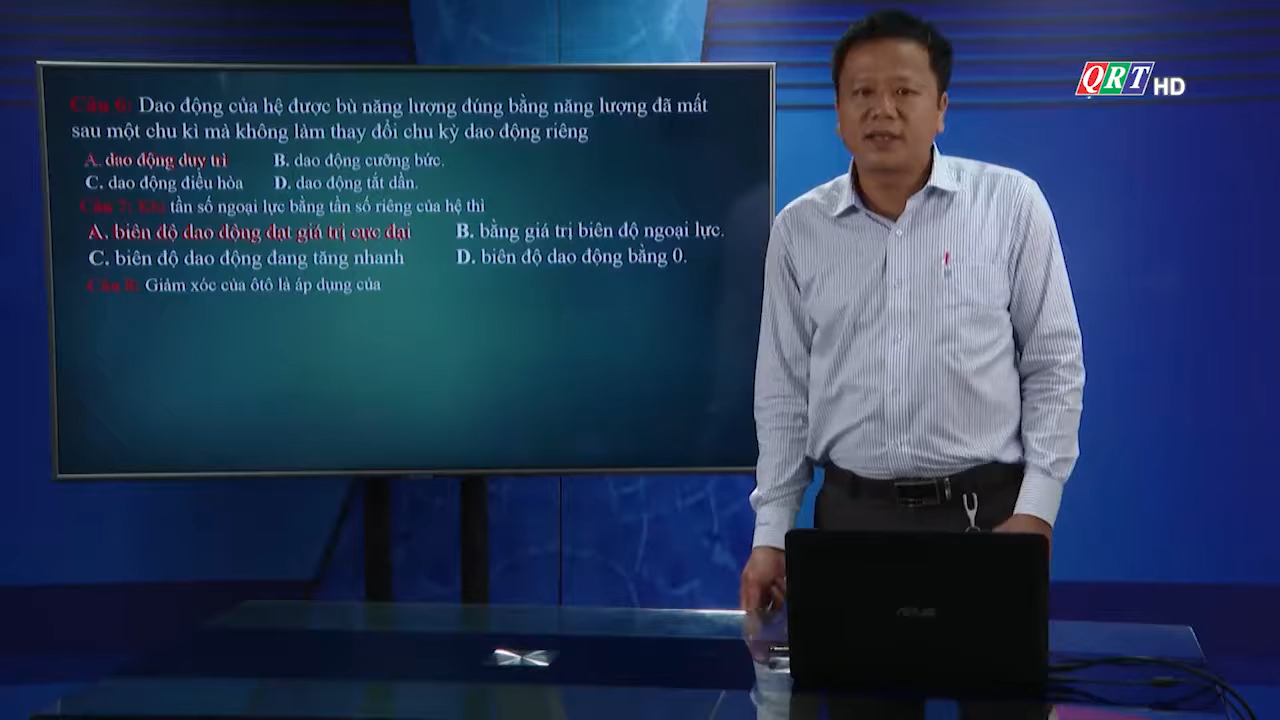 Câu 6: Dao động của hệ được bù năng lượng đúng bằng năng lượng đã mất
sau một chu kì mà không làm thay đổi chu kỳ dao động riêng
A. dao động duy trì B. dao động cưỡng bức.
C. dao động điều hòa D. dao động tắt dần.
Câu 7: Khi tần số ngoại lực bằng tần số riêng của hệ thì
A. biên độ dao động đạt giá trị cực đại B. bằng giá trị biên độ ngoại lực.
C. biên độ dao động đang tăng nhanh D. biên độ dao động bằng 0.
Câu 8: Giảm xóc của ôtô là áp dụng của
QRT HD
ASUS